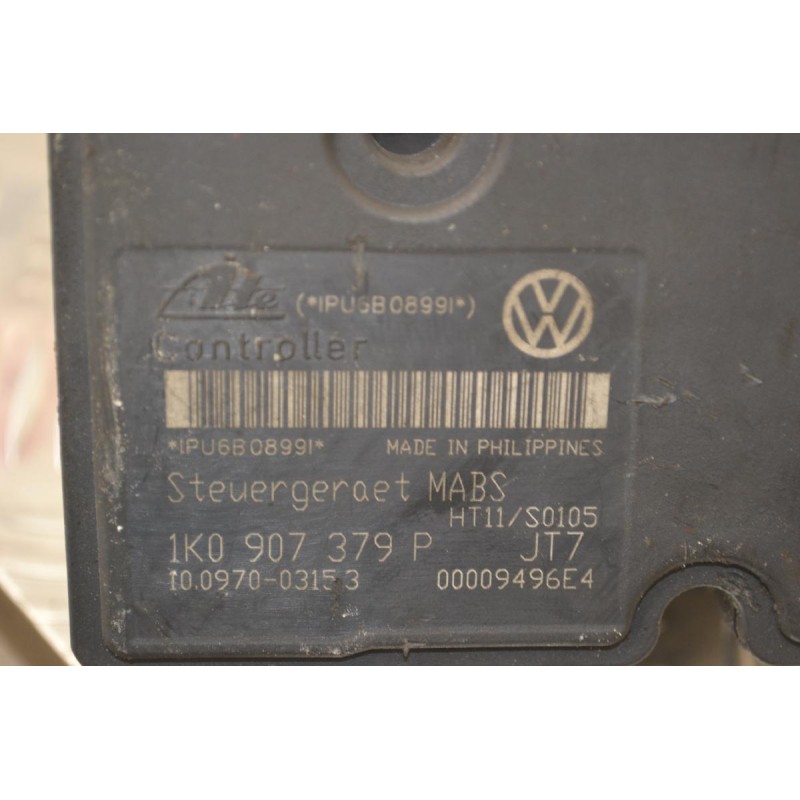 Ate (*IPU6B0899I*)
Controller
*IPU6B0899I* MADE IN PHILIPPINES
Steuergeraet MABS
HT11/S0105
1K0 907 379 P JT7
10.0970-0315.3 00009496E4